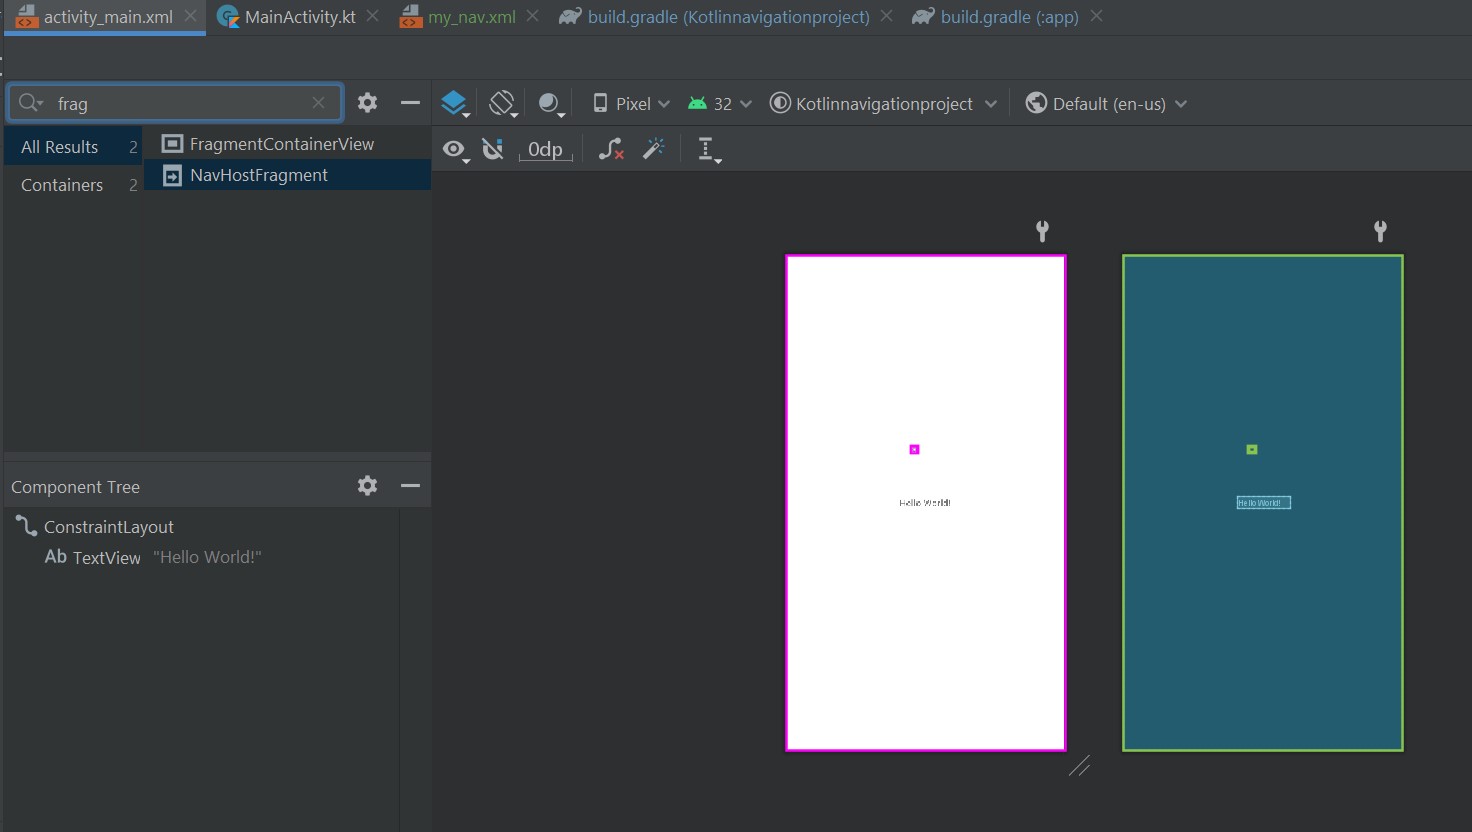 activity_main.xml MainActivity.kt my_nav.xml build.gradle (Kotlinnavigationproject) build.gradle (:app)
frag Pixel 32 Kotlinnavigationproject Default (en-us)
All Results 2 FragmentContainerView 0dp
Containers 2 NavHostFragment
Component Tree
ConstraintLayout
Ab TextView "Hello World!"
Hello World! Hello World!